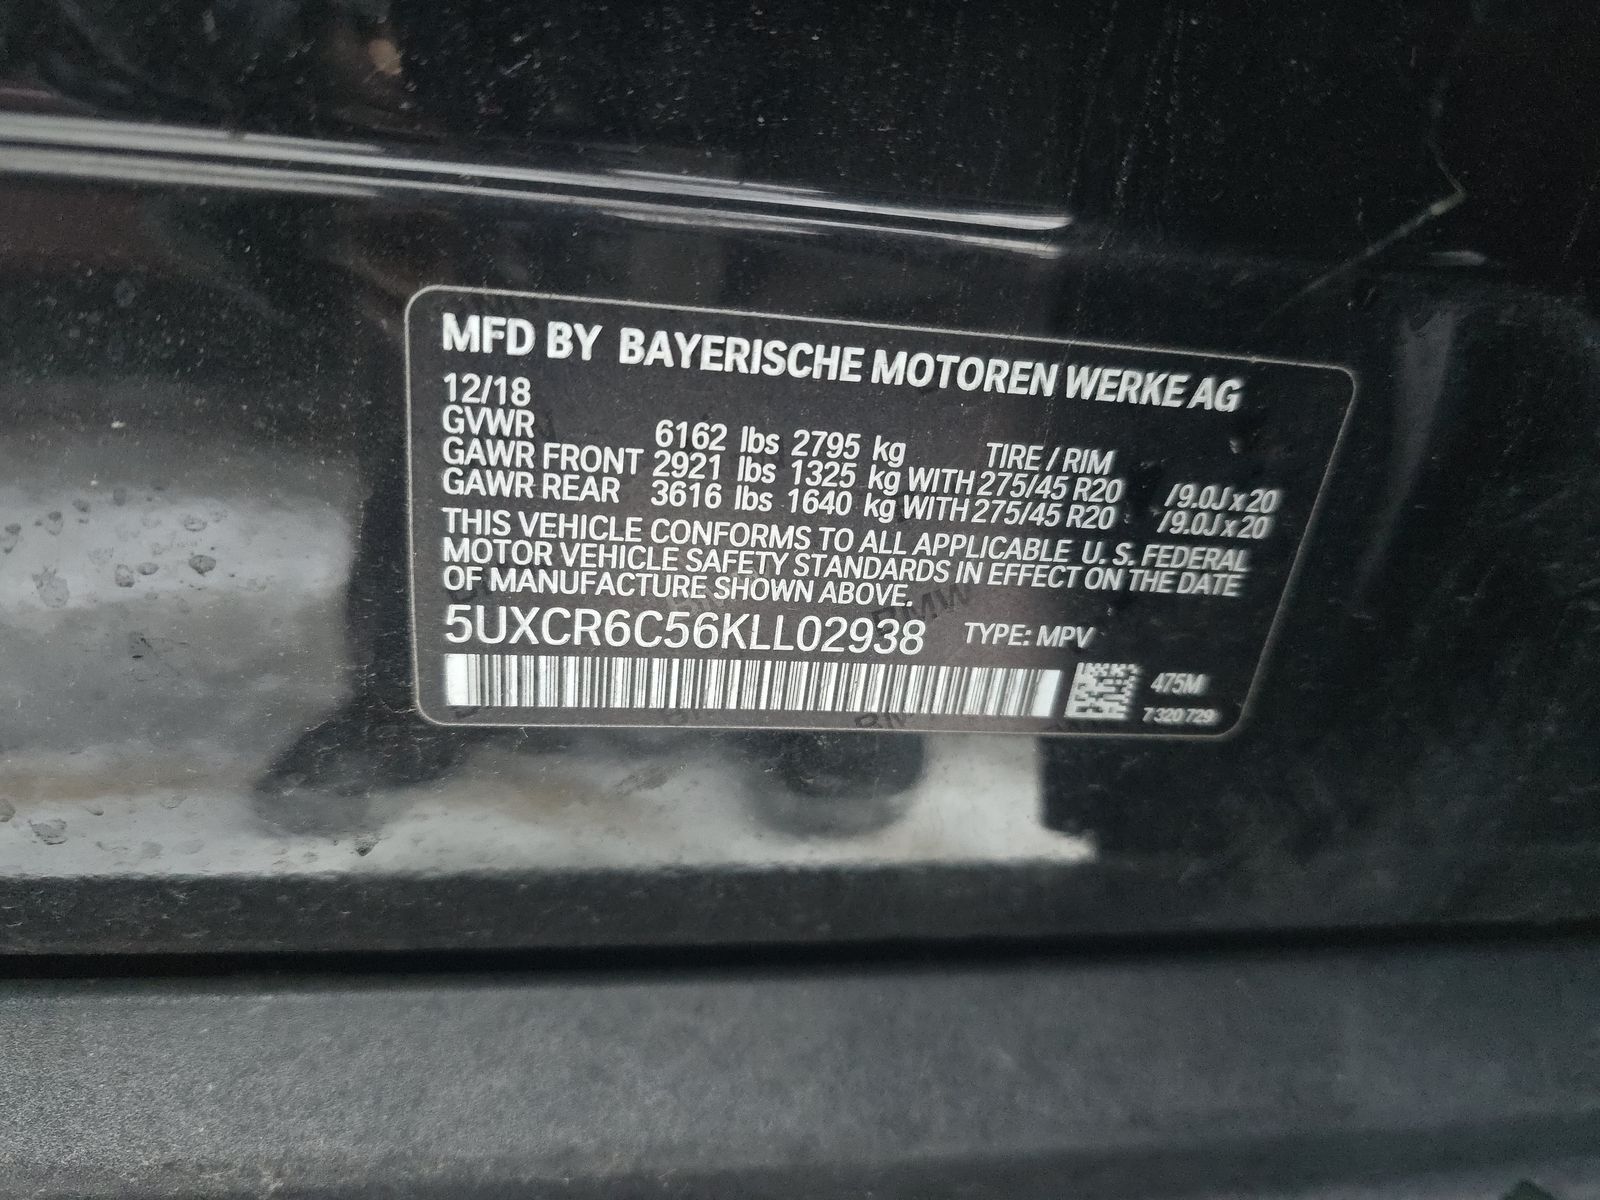 MFD BY BAYERISCHE MOTOREN WERKE AG
12/18
GVWR 6162 lbs 2795 kg TIRE / RIM
GAWR FRONT 2921 lbs 1325 kg WITH 275/45 R20 /9.0J x 20
GAWR REAR 3616 lbs 1640 kg WITH 275/45 R20 /9.0J x 20
THIS VEHICLE CONFORMS TO ALL APPLICABLE U. S. FEDERAL
MOTOR VEHICLE SAFETY STANDARDS IN EFFECT ON THE DATE
OF MANUFACTURE SHOWN ABOVE.
5UXCR6C56KLL02938 TYPE: MPV
475M
7 320 729